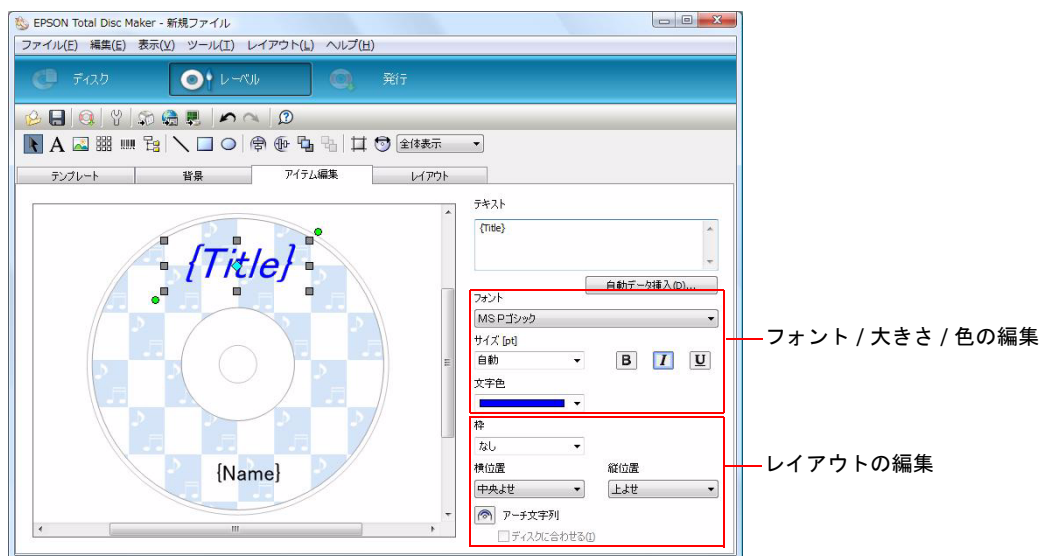 EPSON Total Disc Maker - 新規ファイル
ファイル(F) 編集(E) 表示(V) ツール(T) レイアウト(L) ヘルプ(H)
ディスク レーベル 発行
全体表示
テンプレート 背景 アイテム編集 レイアウト
テキスト
{Title}
{Title}
自動データ挿入(D)...
フォント
MS Pゴシック
フォント / 大きさ / 色の編集
サイズ [pt]
自動 B I U
文字色
枠
なし
レイアウトの編集
横位置 縦位置
中央よせ 上よせ
{Name}
アーチ文字列
ディスクに合わせる(I)